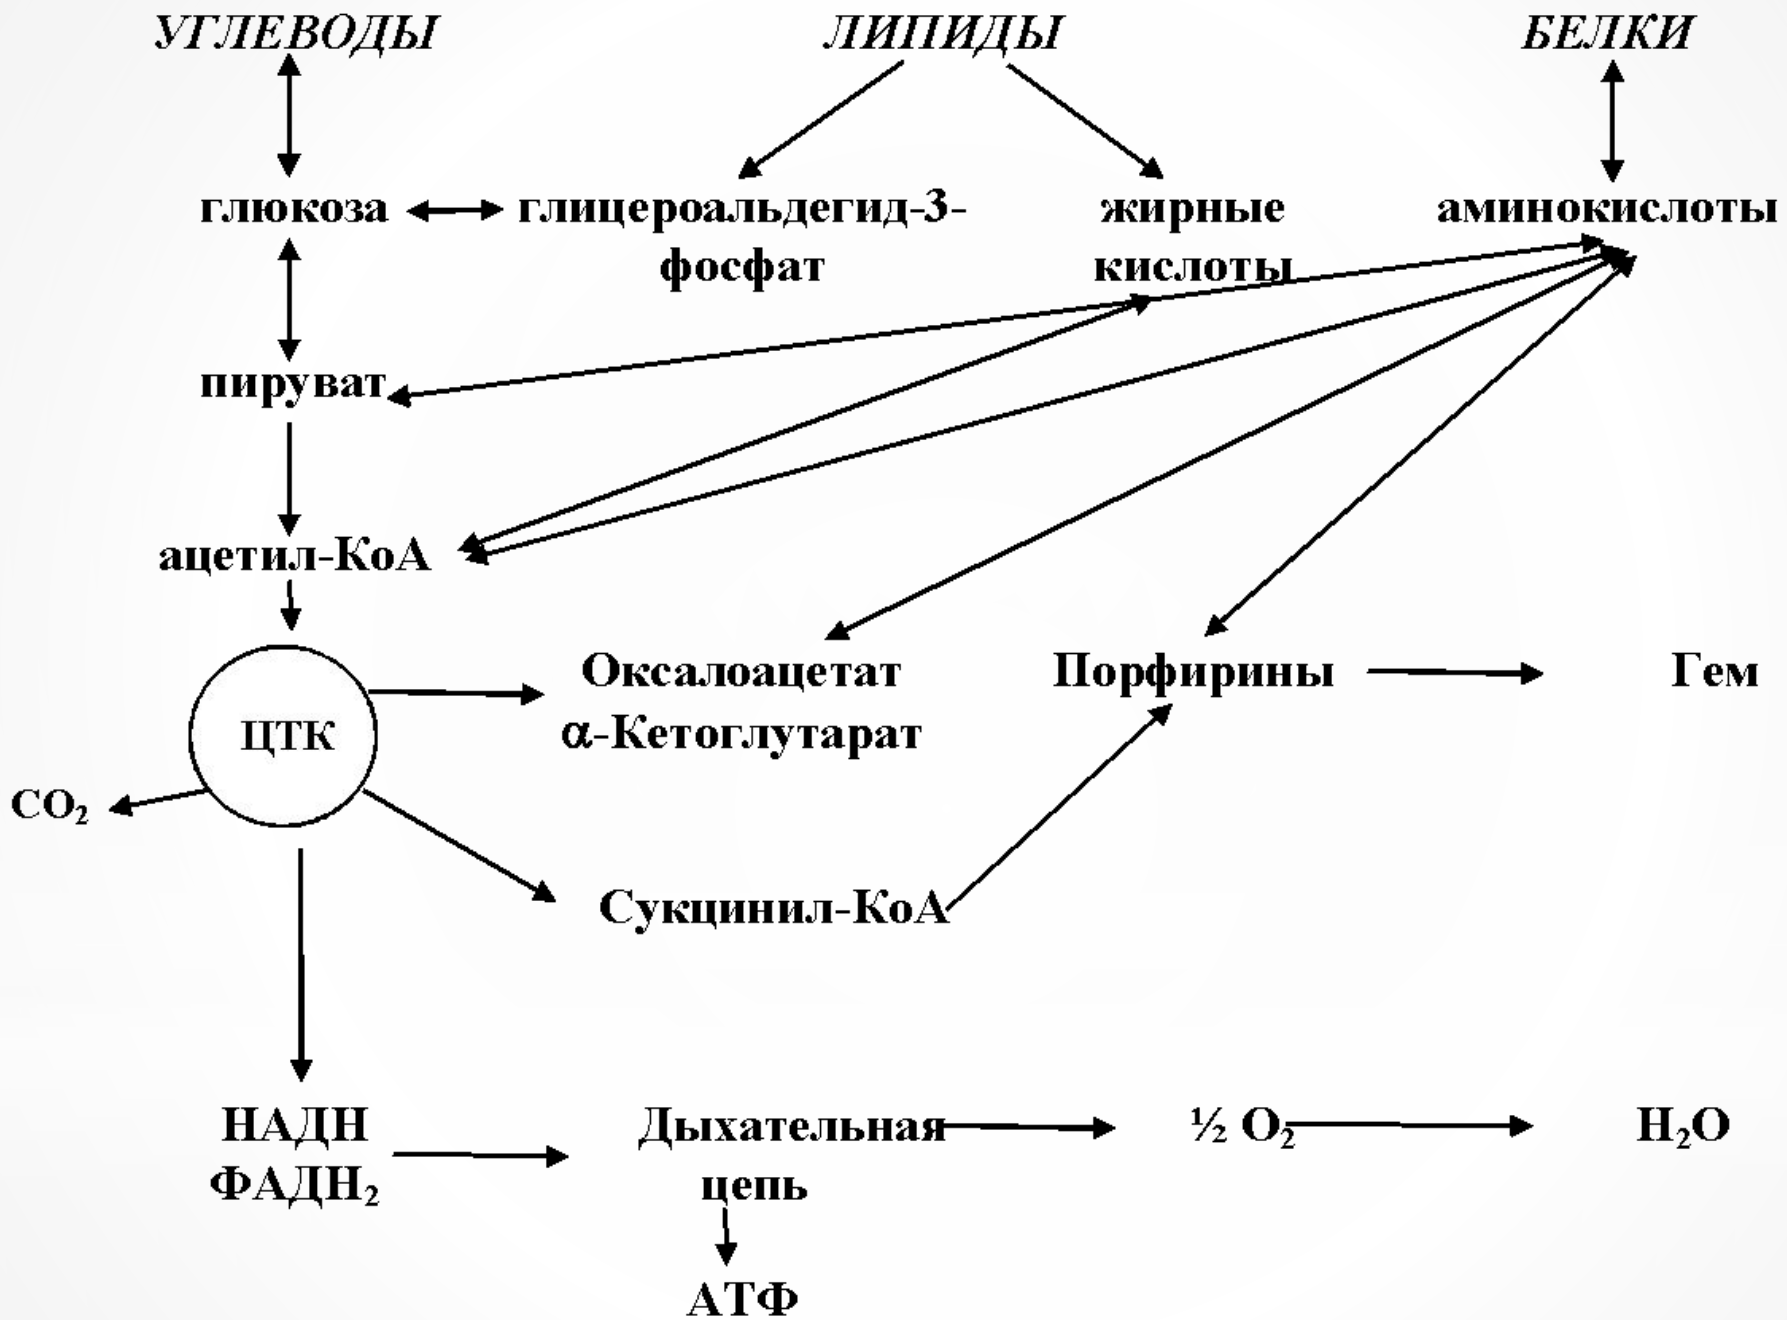 УГЛЕВОДЫ ЛИПИДЫ БЕЛКИ
глюкоза глицероальдегид-3- жирные аминокислоты
фосфат кислоты
пируват
ацетил-КоА
Оксалоацетат Порфирины Гем
ЦТК α-Кетоглутарат
CO₂
Сукцинил-КоА
НАДН Дыхательная ½ O₂ H₂O
ФАДН₂ цепь
АТФ